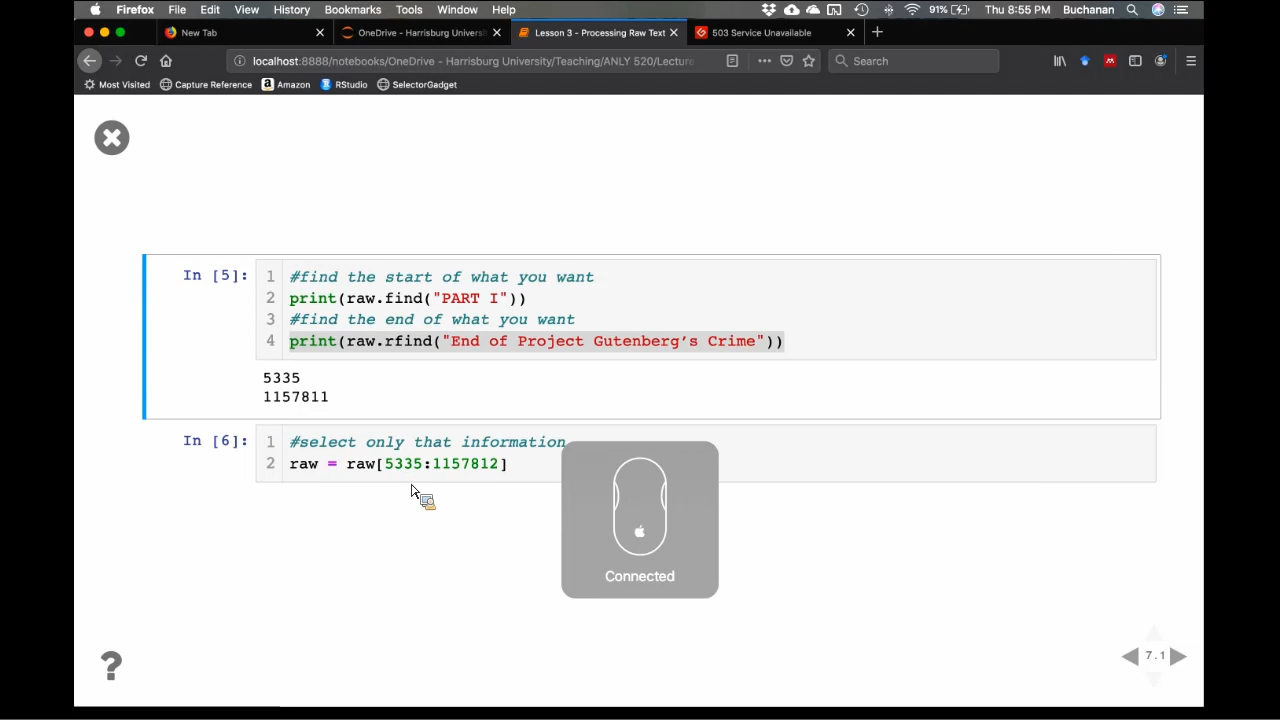 Firefox File Edit View History Bookmarks Tools Window Help 91% Thu 8:55 PM Buchanan
New Tab OneDrive - Harrisburg Universi Lesson 3 - Processing Raw Text 503 Service Unavailable
localhost:8888/notebooks/OneDrive - Harrisburg University/Teaching/ANLY 520/Lecture Search
Most Visited Capture Reference Amazon RStudio SelectorGadget
In [5]: 1 #find the start of what you want
2 print(raw.find("PART I"))
3 #find the end of what you want
4 print(raw.rfind("End of Project Gutenberg’s Crime"))
5335
1157811
In [6]: 1 #select only that information
2 raw = raw[5335:1157812]
Connected
?
7.1